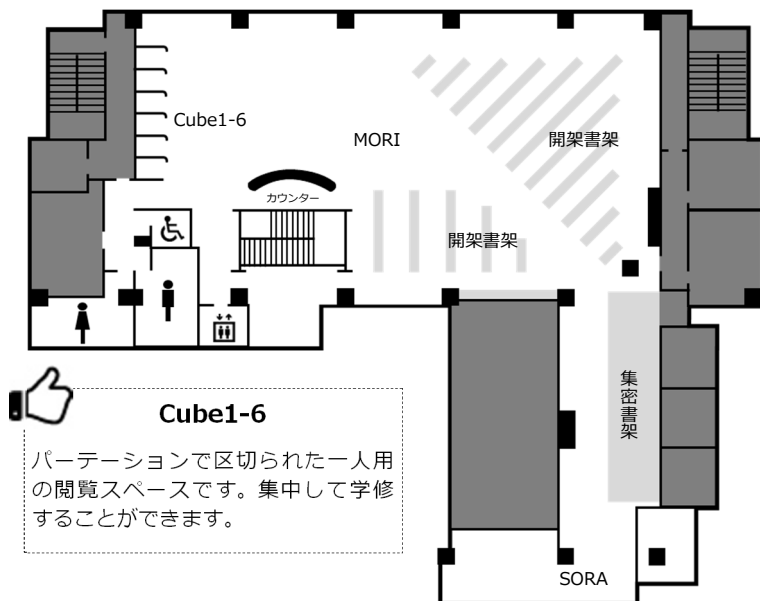 Cube1-6
MORI
開架書架
カウンター
開架書架
集密書架
Cube1-6
パーテーションで区切られた一人用
の閲覧スペースです。集中して学修
することができます。
SORA